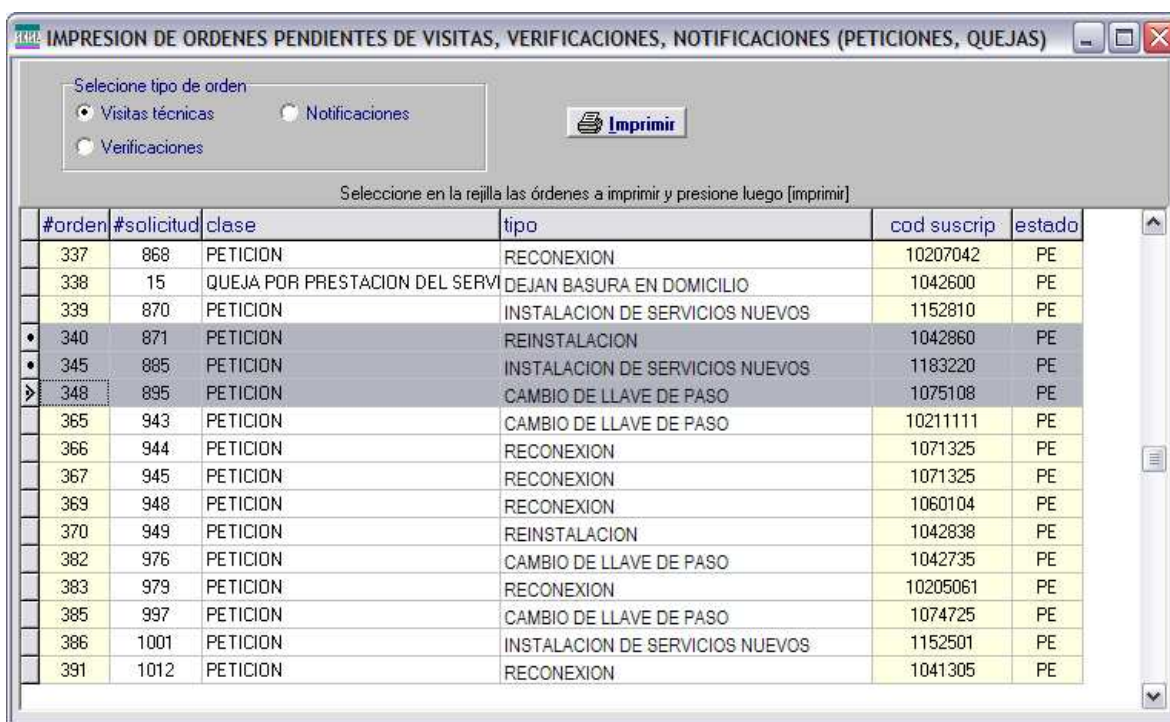 IMPRESION DE ORDENES PENDIENTES DE VISITAS, VERIFICACIONES, NOTIFICACIONES (PETICIONES, QUEJAS)
Selecione tipo de orden
Visitas técnicas Notificaciones
Verificaciones
Imprimir
Seleccione en la rejilla las órdenes a imprimir y presione luego [imprimir]
#orden #solicitud clase tipo cod suscrip estado
337 868 PETICION RECONEXION 10207042 PE
338 15 QUEJA POR PRESTACION DEL SERVI DEJAN BASURA EN DOMICILIO 1042600 PE
339 870 PETICION INSTALACION DE SERVICIOS NUEVOS 1152810 PE
340 871 PETICION REINSTALACION 1042860 PE
345 885 PETICION INSTALACION DE SERVICIOS NUEVOS 1183220 PE
348 895 PETICION CAMBIO DE LLAVE DE PASO 1075108 PE
365 943 PETICION CAMBIO DE LLAVE DE PASO 10211111 PE
366 944 PETICION RECONEXION 1071325 PE
367 945 PETICION RECONEXION 1071325 PE
369 948 PETICION RECONEXION 1060104 PE
370 949 PETICION REINSTALACION 1042838 PE
382 976 PETICION CAMBIO DE LLAVE DE PASO 1042735 PE
383 979 PETICION RECONEXION 10205061 PE
385 997 PETICION CAMBIO DE LLAVE DE PASO 1074725 PE
386 1001 PETICION INSTALACION DE SERVICIOS NUEVOS 1152501 PE
391 1012 PETICION RECONEXION 1041305 PE